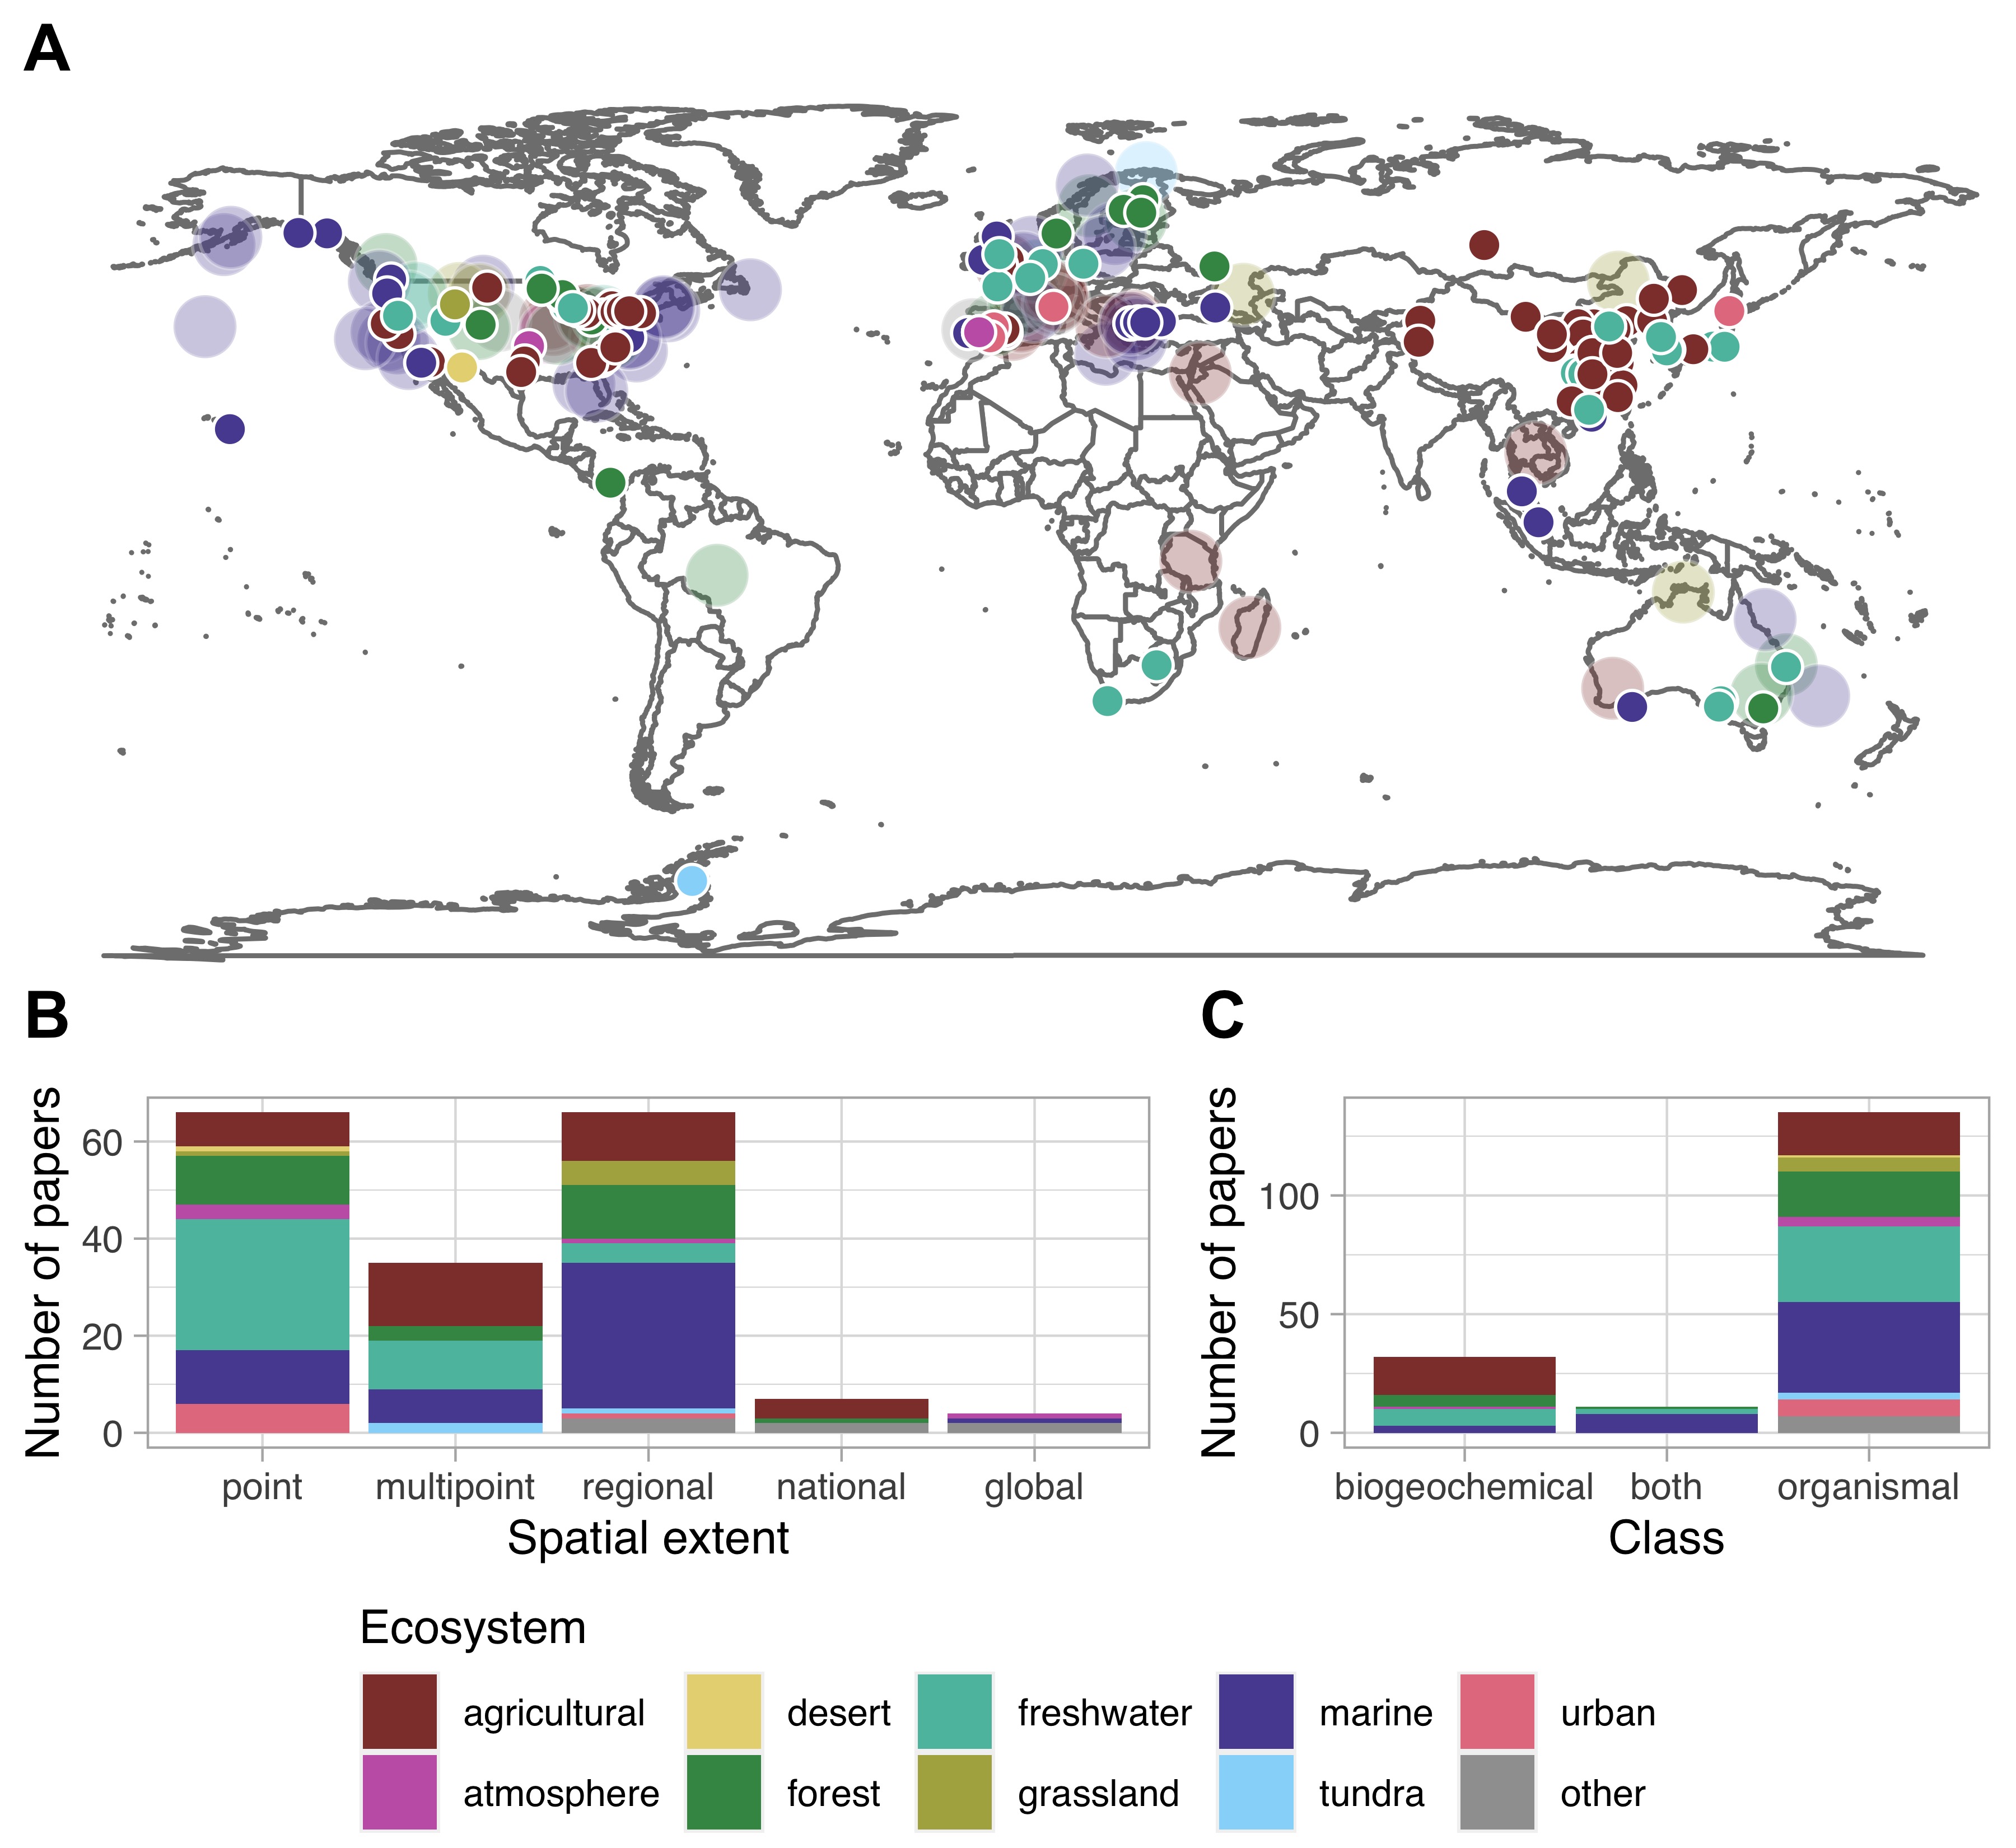 A
B
C
Number of papers
60
40
20
0
point multipoint regional national global
Spatial extent
Number of papers
100
50
0
biogeochemical both organismal
Class
Ecosystem
agricultural desert freshwater marine urban
atmosphere forest grassland tundra other